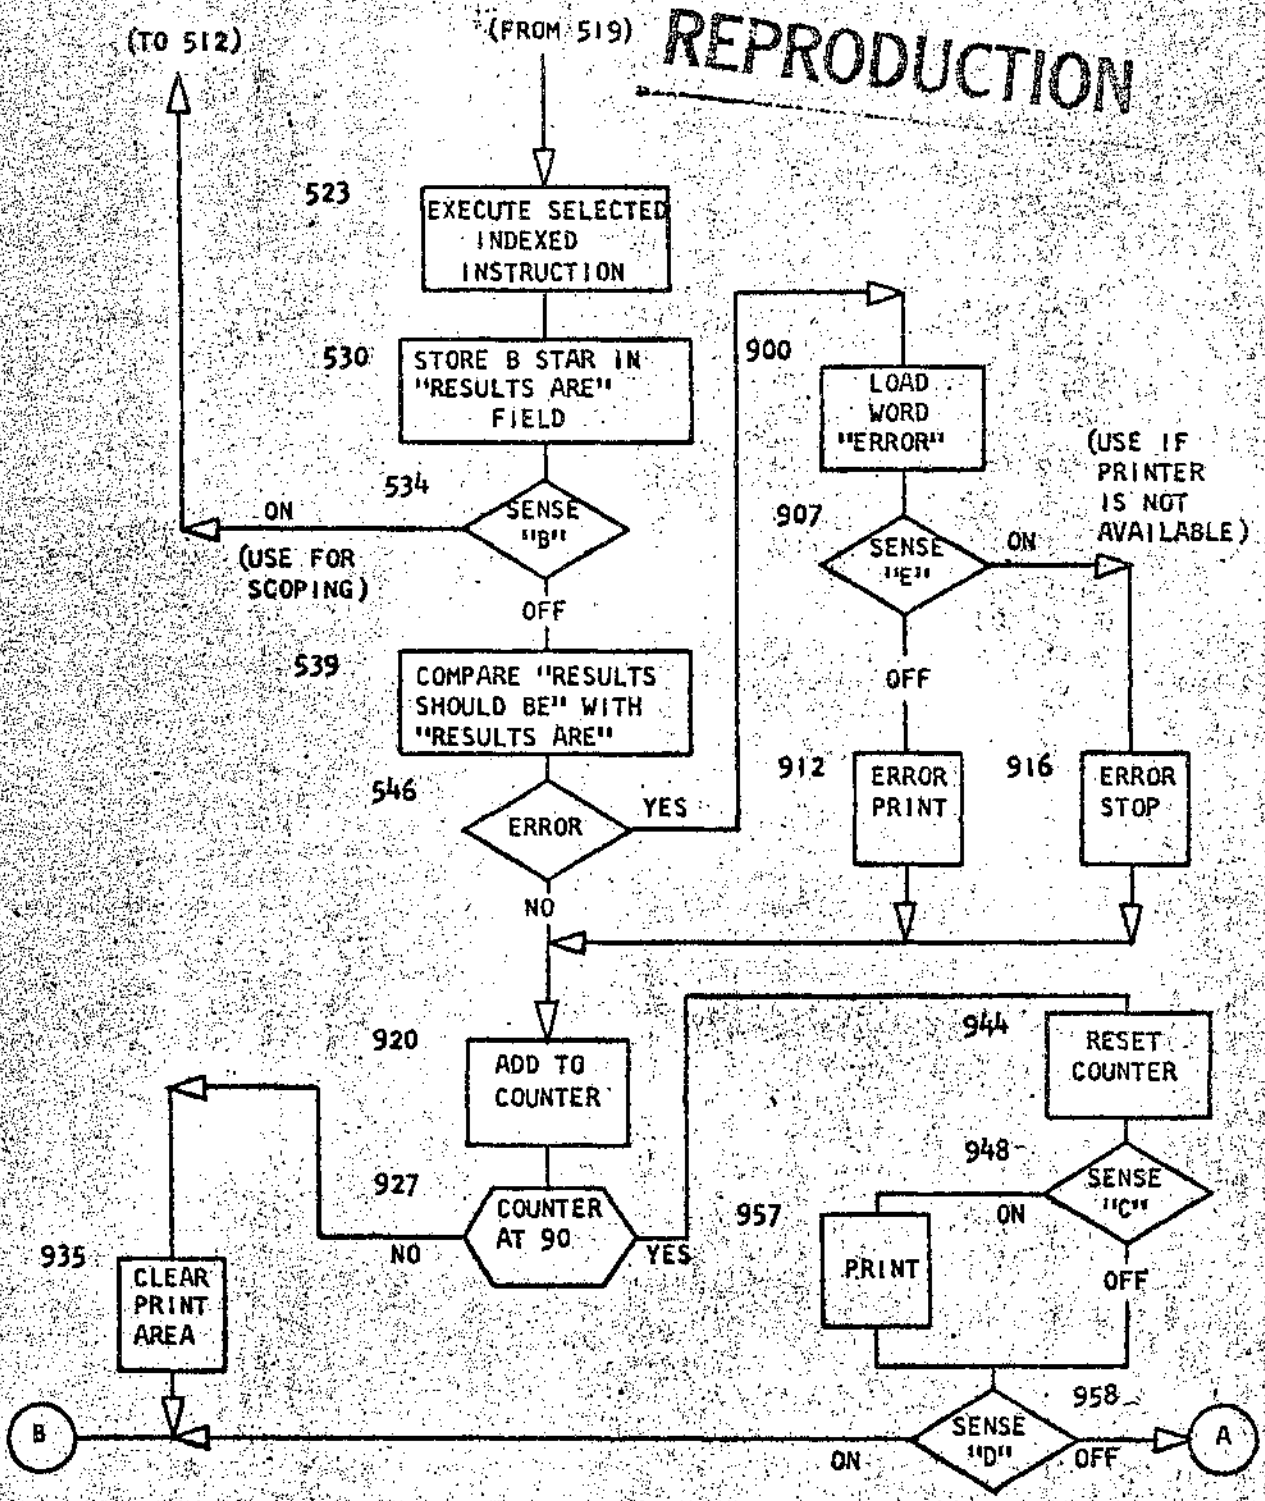 (TO 512)
(FROM 519)
REPRODUCTION
523
EXECUTE SELECTED
INDEXED
INSTRUCTION
530
STORE B STAR IN
"RESULTS ARE"
FIELD
534
SENSE
"B"
ON
(USE FOR
SCOPING)
OFF
539
COMPARE "RESULTS
SHOULD BE" WITH
"RESULTS ARE"
546
ERROR
YES
NO
900
LOAD
WORD
"ERROR"
907
SENSE
"E"
ON
(USE IF
PRINTER
IS NOT
AVAILABLE)
OFF
912
ERROR
PRINT
916
ERROR
STOP
920
ADD TO
COUNTER
927
COUNTER
AT 90
NO
YES
935
CLEAR
PRINT
AREA
944
RESET
COUNTER
948
SENSE
"C"
ON
OFF
957
PRINT
958
SENSE
"D"
ON
OFF
B
A